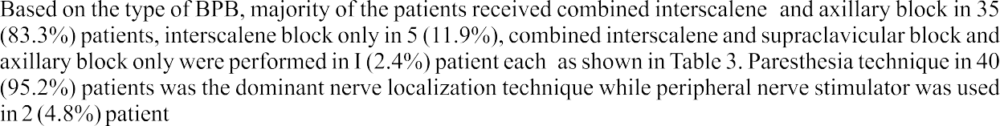 Based on the type of BPB, majority of the patients received combined interscalene and axillary block in 35
(83.3%) patients, interscalene block only in 5 (11.9%), combined interscalene and supraclavicular block and
axillary block only were performed in I (2.4%) patient each as shown in Table 3. Paresthesia technique in 40
(95.2%) patients was the dominant nerve localization technique while peripheral nerve stimulator was used
in 2 (4.8%) patient